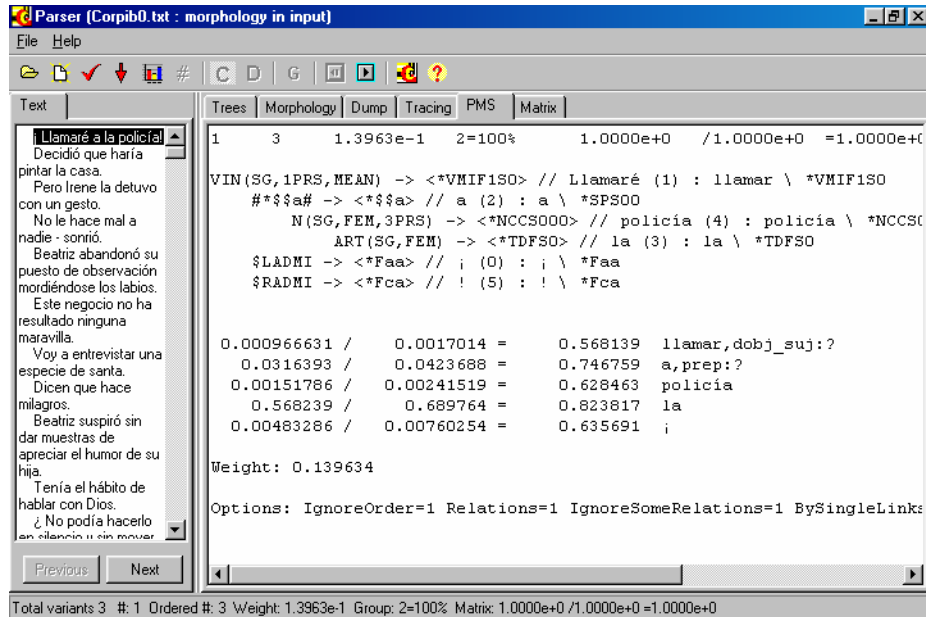 Parser (Corpib0.txt : morphology in input)
File Help
# C D G ?
Text
¡ Llamaré a la policía!
Decidió que haría
pintar la casa.
Pero Irene la detuvo
con un gesto.
No le hace mal a
nadie - sonrió.
Beatriz abandonó su
puesto de observación
mordiéndose los labios.
Este negocio no ha
resultado ninguna
maravilla.
Voy a entrevistar una
especie de santa.
Dicen que hace
milagros.
Beatriz suspiró sin
dar muestras de
apreciar el humor de su
hija.
Tenía el hábito de
hablar con Dios.
¿ No podía hacerlo
en silencio y sin mover
Previous Next
Trees Morphology Dump Tracing PMS Matrix
1 3 1.3963e-1 2=100% 1.0000e+0 /1.0000e+0 =1.0000e+0
VIN(SG,1PRS,MEAN) -> <*VMIF1S0> // Llamaré (1) : llamar \ *VMIF1S0
#*$$a# -> <*$$a> // a (2) : a \ *SPS00
N(SG,FEM,3PRS) -> <*NCCS000> // policía (4) : policía \ *NCCS0
ART(SG,FEM) -> <*TDFS0> // la (3) : la \ *TDFS0
$LADMI -> <*Faa> // ¡ (0) : ¡ \ *Faa
$RADMI -> <*Fca> // ! (5) : ! \ *Fca
0.000966631 / 0.0017014 = 0.568139 llamar,dobj_suj:?
0.0316393 / 0.0423688 = 0.746759 a,prep:?
0.00151786 / 0.00241519 = 0.628463 policía
0.568239 / 0.689764 = 0.823817 la
0.00483286 / 0.00760254 = 0.635691 ¡
Weight: 0.139634
Options: IgnoreOrder=1 Relations=1 IgnoreSomeRelations=1 BySingleLinks
Total variants 3 #: 1 Ordered #: 3 Weight: 1.3963e-1 Group: 2=100% Matrix: 1.0000e+0 /1.0000e+0 =1.0000e+0